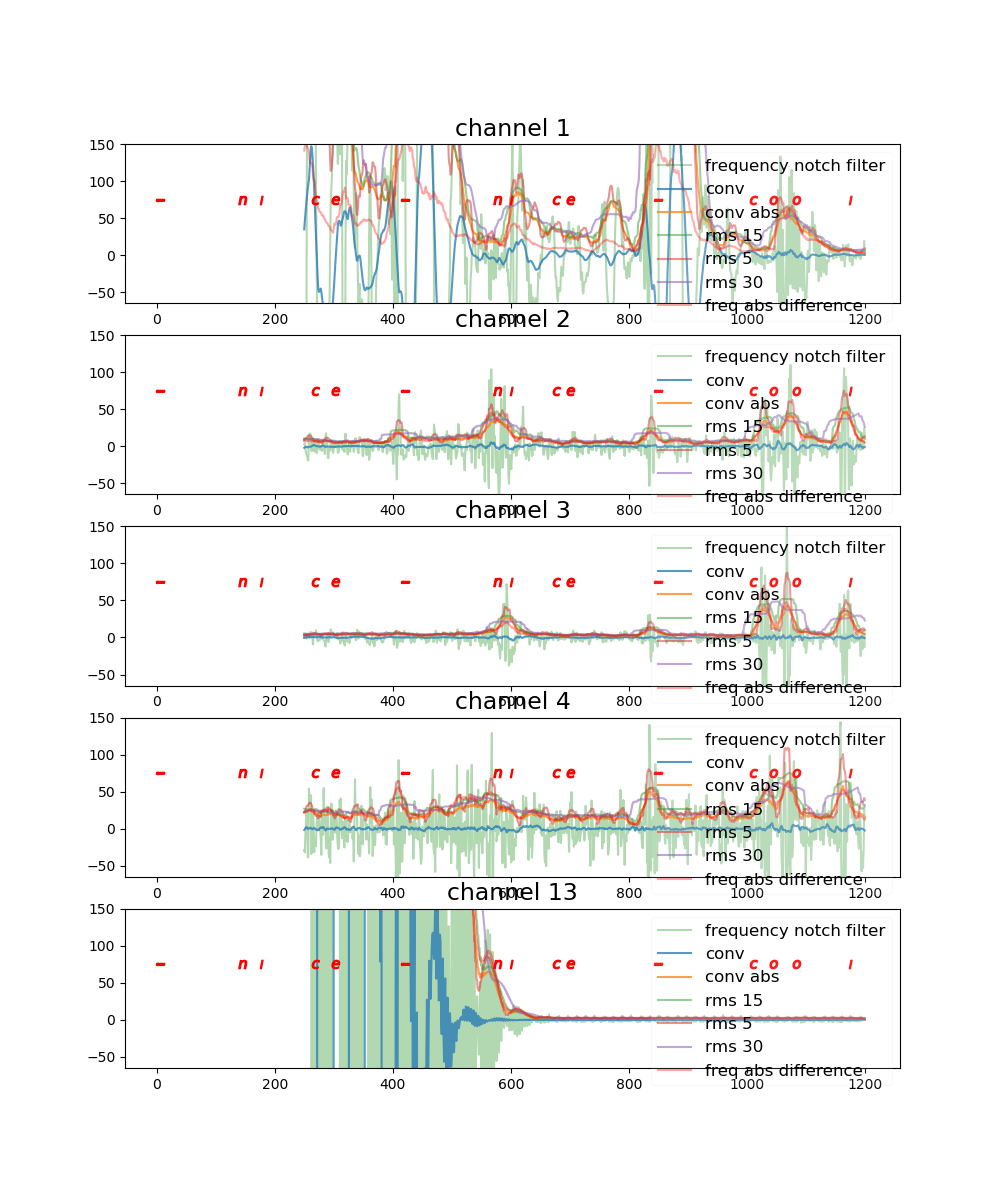 channel 1
150
100
50
0
−50
– n ı c e – n ı c e – c o o ı
frequency notch filter
conv
conv abs
rms 15
rms 5
rms 30
freq abs difference
0 200 400 600 800 1000 1200
channel 2
150
100
50
0
−50
– n ı c e – n ı c e – c o o ı
frequency notch filter
conv
conv abs
rms 15
rms 5
rms 30
freq abs difference
0 200 400 600 800 1000 1200
channel 3
150
100
50
0
−50
– n ı c e – n ı c e – c o o ı
frequency notch filter
conv
conv abs
rms 15
rms 5
rms 30
freq abs difference
0 200 400 600 800 1000 1200
channel 4
150
100
50
0
−50
– n ı c e – n ı c e – c o o ı
frequency notch filter
conv
conv abs
rms 15
rms 5
rms 30
freq abs difference
0 200 400 600 800 1000 1200
channel 13
150
100
50
0
−50
– n ı c e – n ı c e – c o o ı
frequency notch filter
conv
conv abs
rms 15
rms 5
rms 30
freq abs difference
0 200 400 600 800 1000 1200